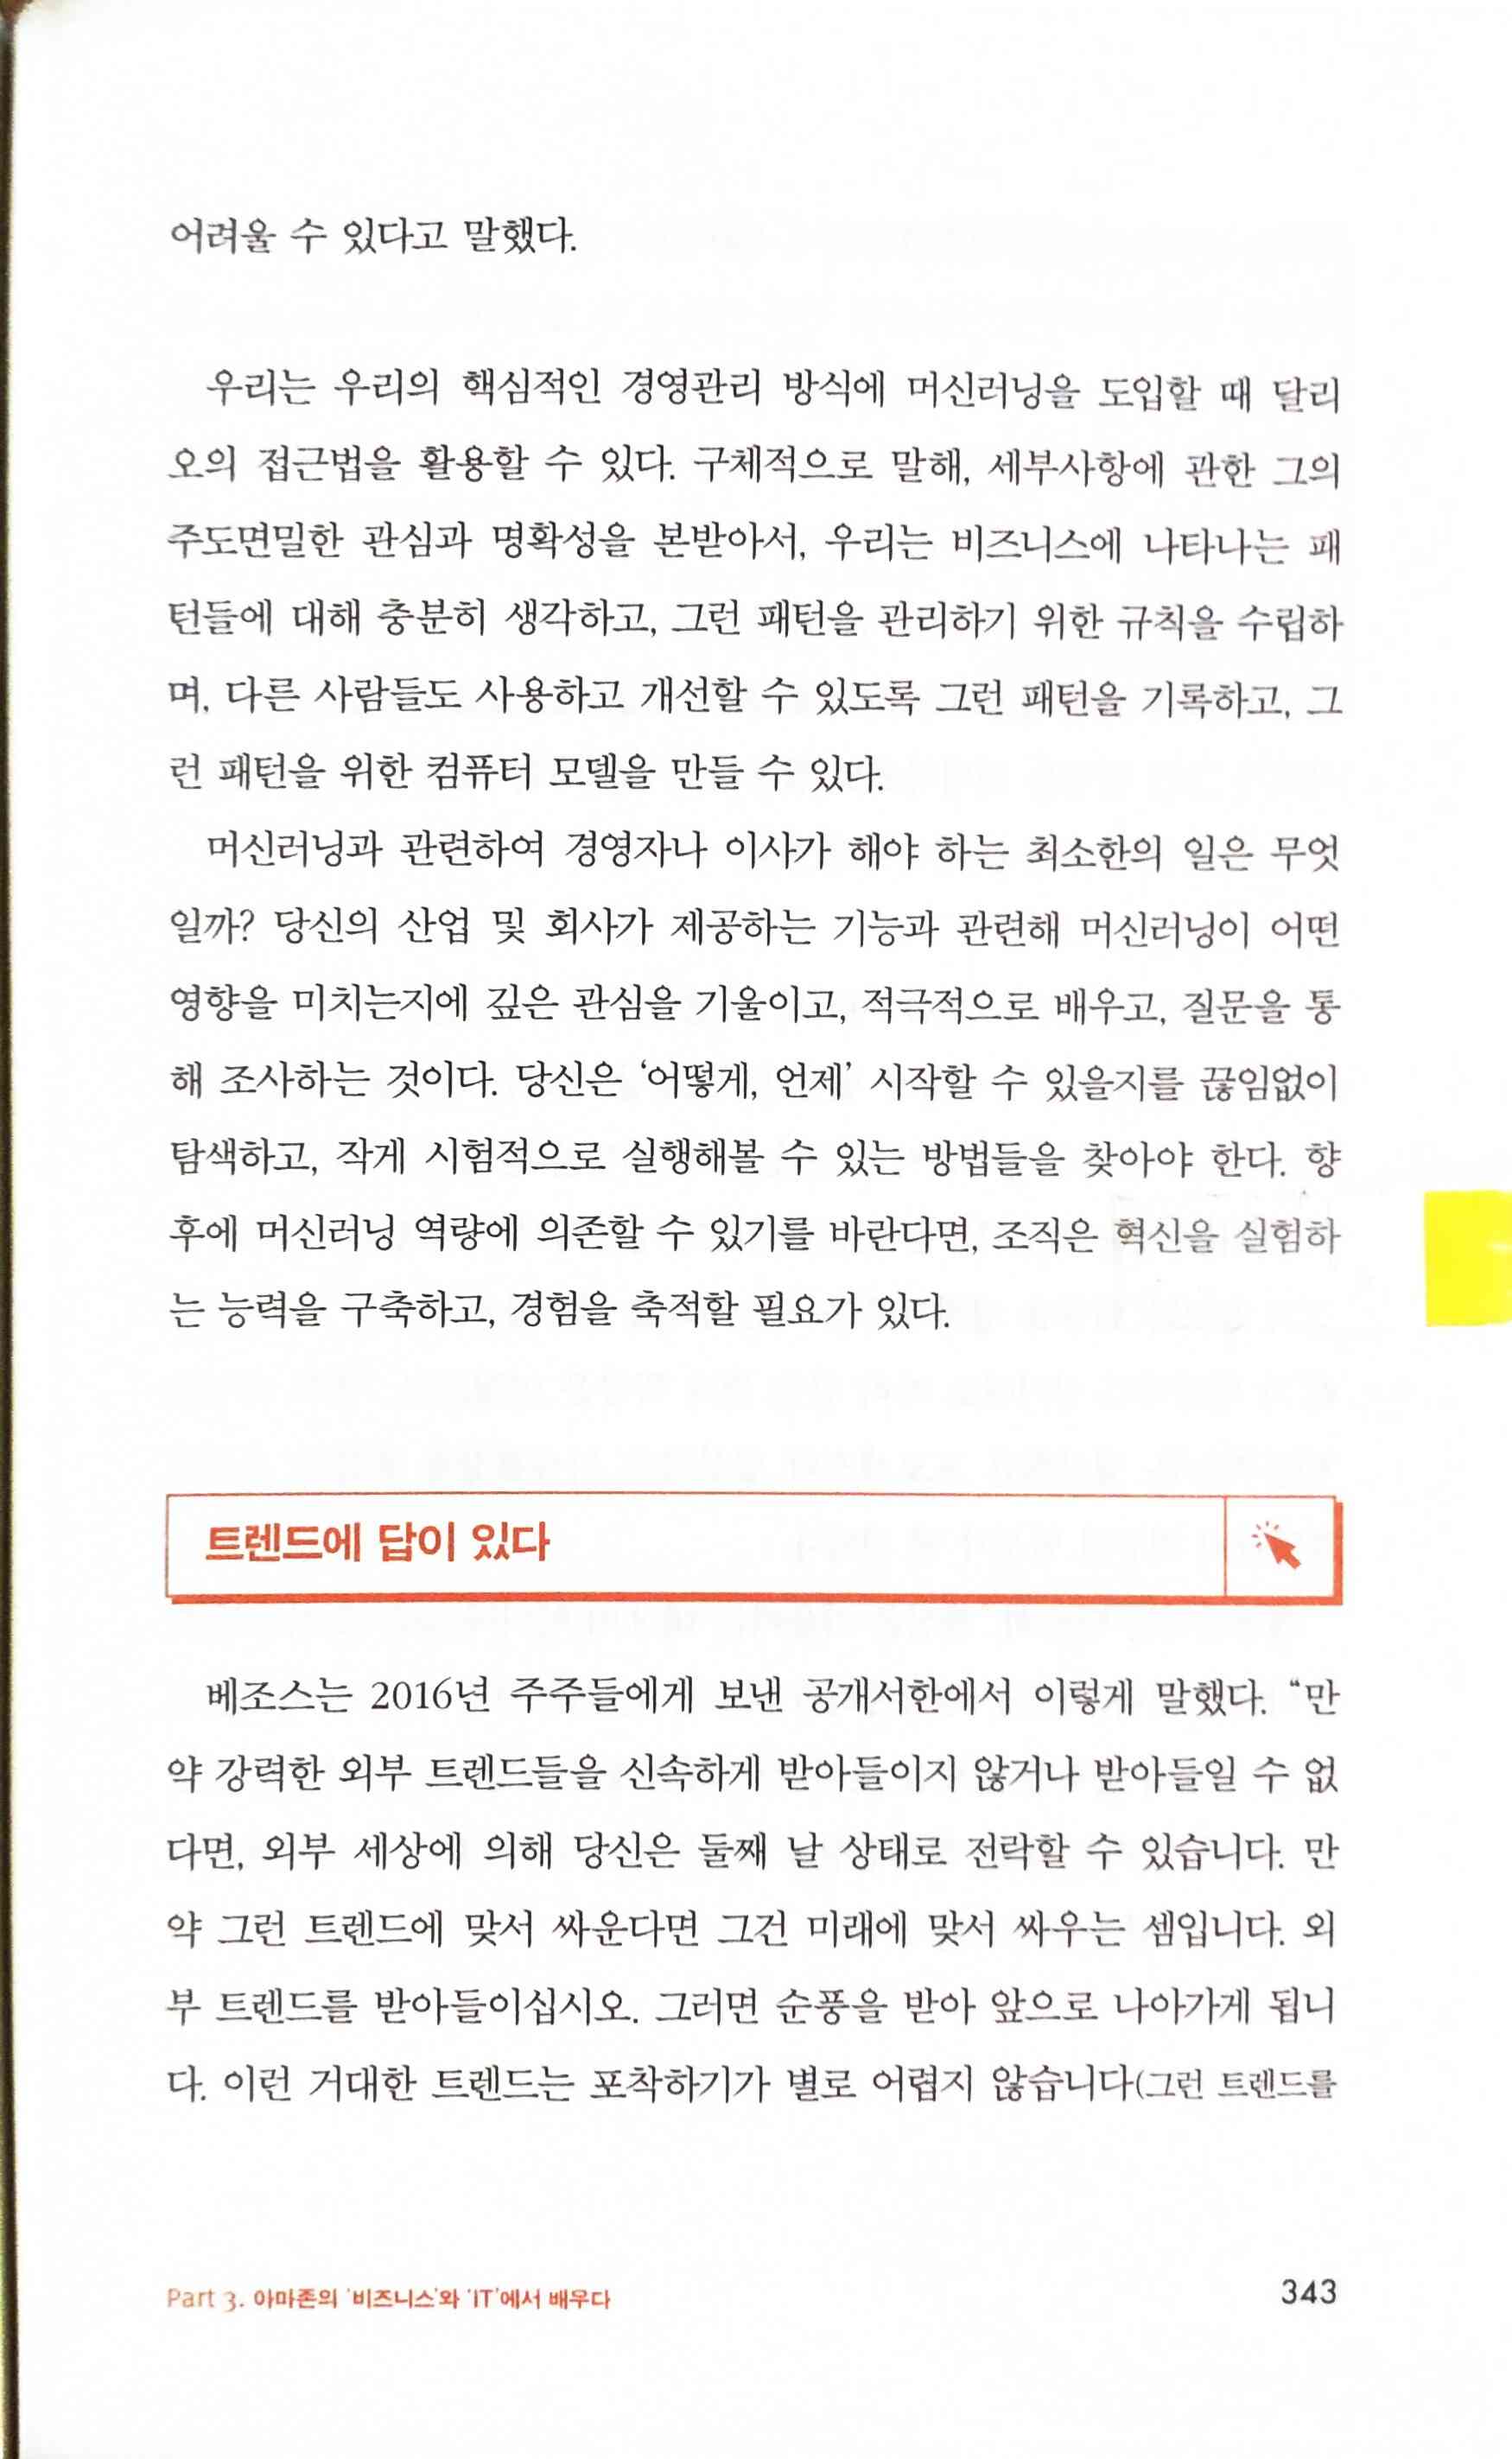 어려울 수 있다고 말했다.
우리는 우리의 핵심적인 경영관리 방식에 머신러닝을 도입할 때 달리
오의 접근법을 활용할 수 있다. 구체적으로 말해, 세부사항에 관한 그의
주도면밀한 관심과 명확성을 본받아서, 우리는 비즈니스에 나타나는 패
턴들에 대해 충분히 생각하고, 그런 패턴을 관리하기 위한 규칙을 수립하
며, 다른 사람들도 사용하고 개선할 수 있도록 그런 패턴을 기록하고, 그
런 패턴을 위한 컴퓨터 모델을 만들 수 있다.
머신러닝과 관련하여 경영자나 이사가 해야 하는 최소한의 일은 무엇
일까? 당신의 산업 및 회사가 제공하는 기능과 관련해 머신러닝이 어떤
영향을 미치는지에 깊은 관심을 기울이고, 적극적으로 배우고, 질문을 통
해 조사하는 것이다. 당신은 ‘어떻게, 언제’ 시작할 수 있을지를 끊임없이
탐색하고, 작게 시험적으로 실행해볼 수 있는 방법들을 찾아야 한다. 향
후에 머신러닝 역량에 의존할 수 있기를 바란다면, 조직은 혁신을 실험하
는 능력을 구축하고, 경험을 축적할 필요가 있다.
트렌드에 답이 있다
베조스는 2016년 주주들에게 보낸 공개서한에서 이렇게 말했다. “만
약 강력한 외부 트렌드들을 신속하게 받아들이지 않거나 받아들일 수 없
다면, 외부 세상에 의해 당신은 둘째 날 상태로 전락할 수 있습니다. 만
약 그런 트렌드에 맞서 싸운다면 그건 미래에 맞서 싸우는 셈입니다. 외
부 트렌드를 받아들이십시오. 그러면 순풍을 받아 앞으로 나아가게 됩니
다. 이런 거대한 트렌드는 포착하기가 별로 어렵지 않습니다(그런 트렌드를
Part 3. 아마존의 '비즈니스'와 'IT'에서 배우다
343